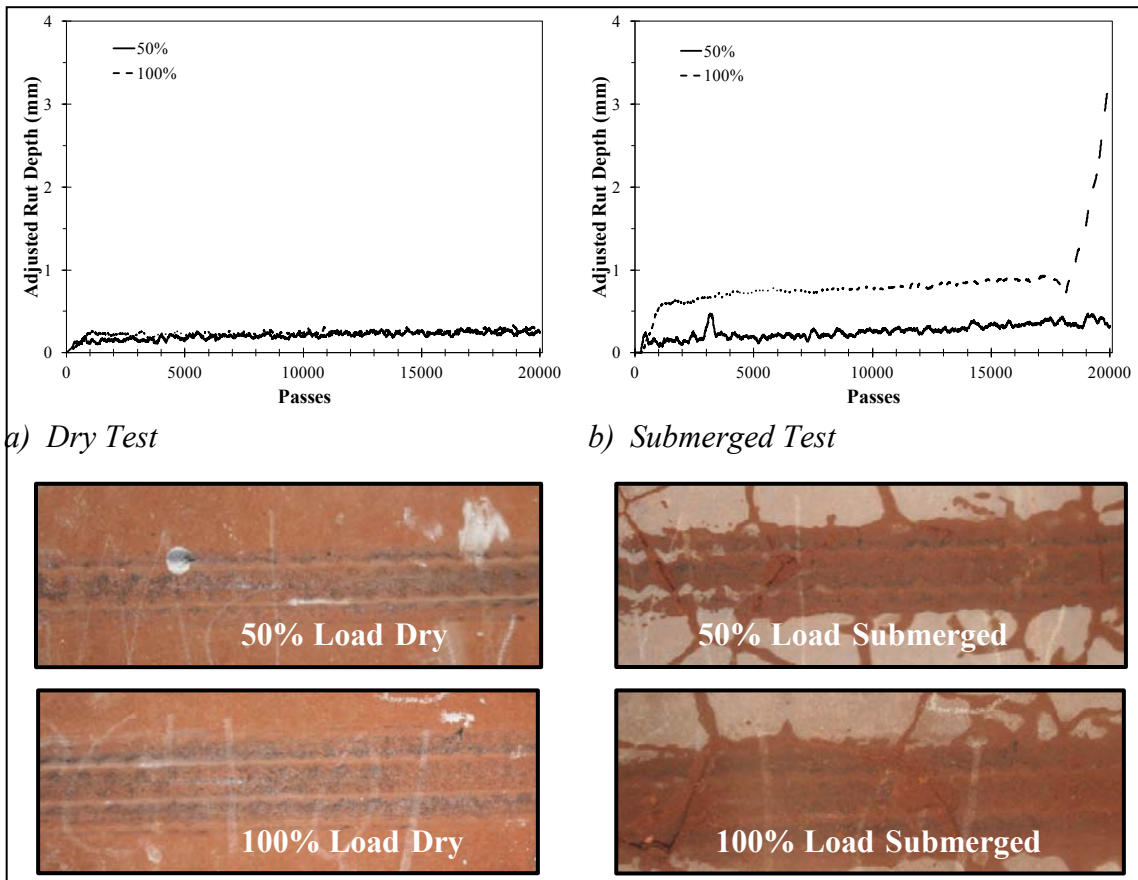 4
3
2
1
0
Adjusted Rut Depth (mm)
50%
100%
0
5000
10000
15000
20000
Passes
a) Dry Test
4
3
2
1
0
Adjusted Rut Depth (mm)
50%
100%
0
5000
10000
15000
20000
Passes
b) Submerged Test
50% Load Dry
50% Load Submerged
100% Load Dry
100% Load Submerged